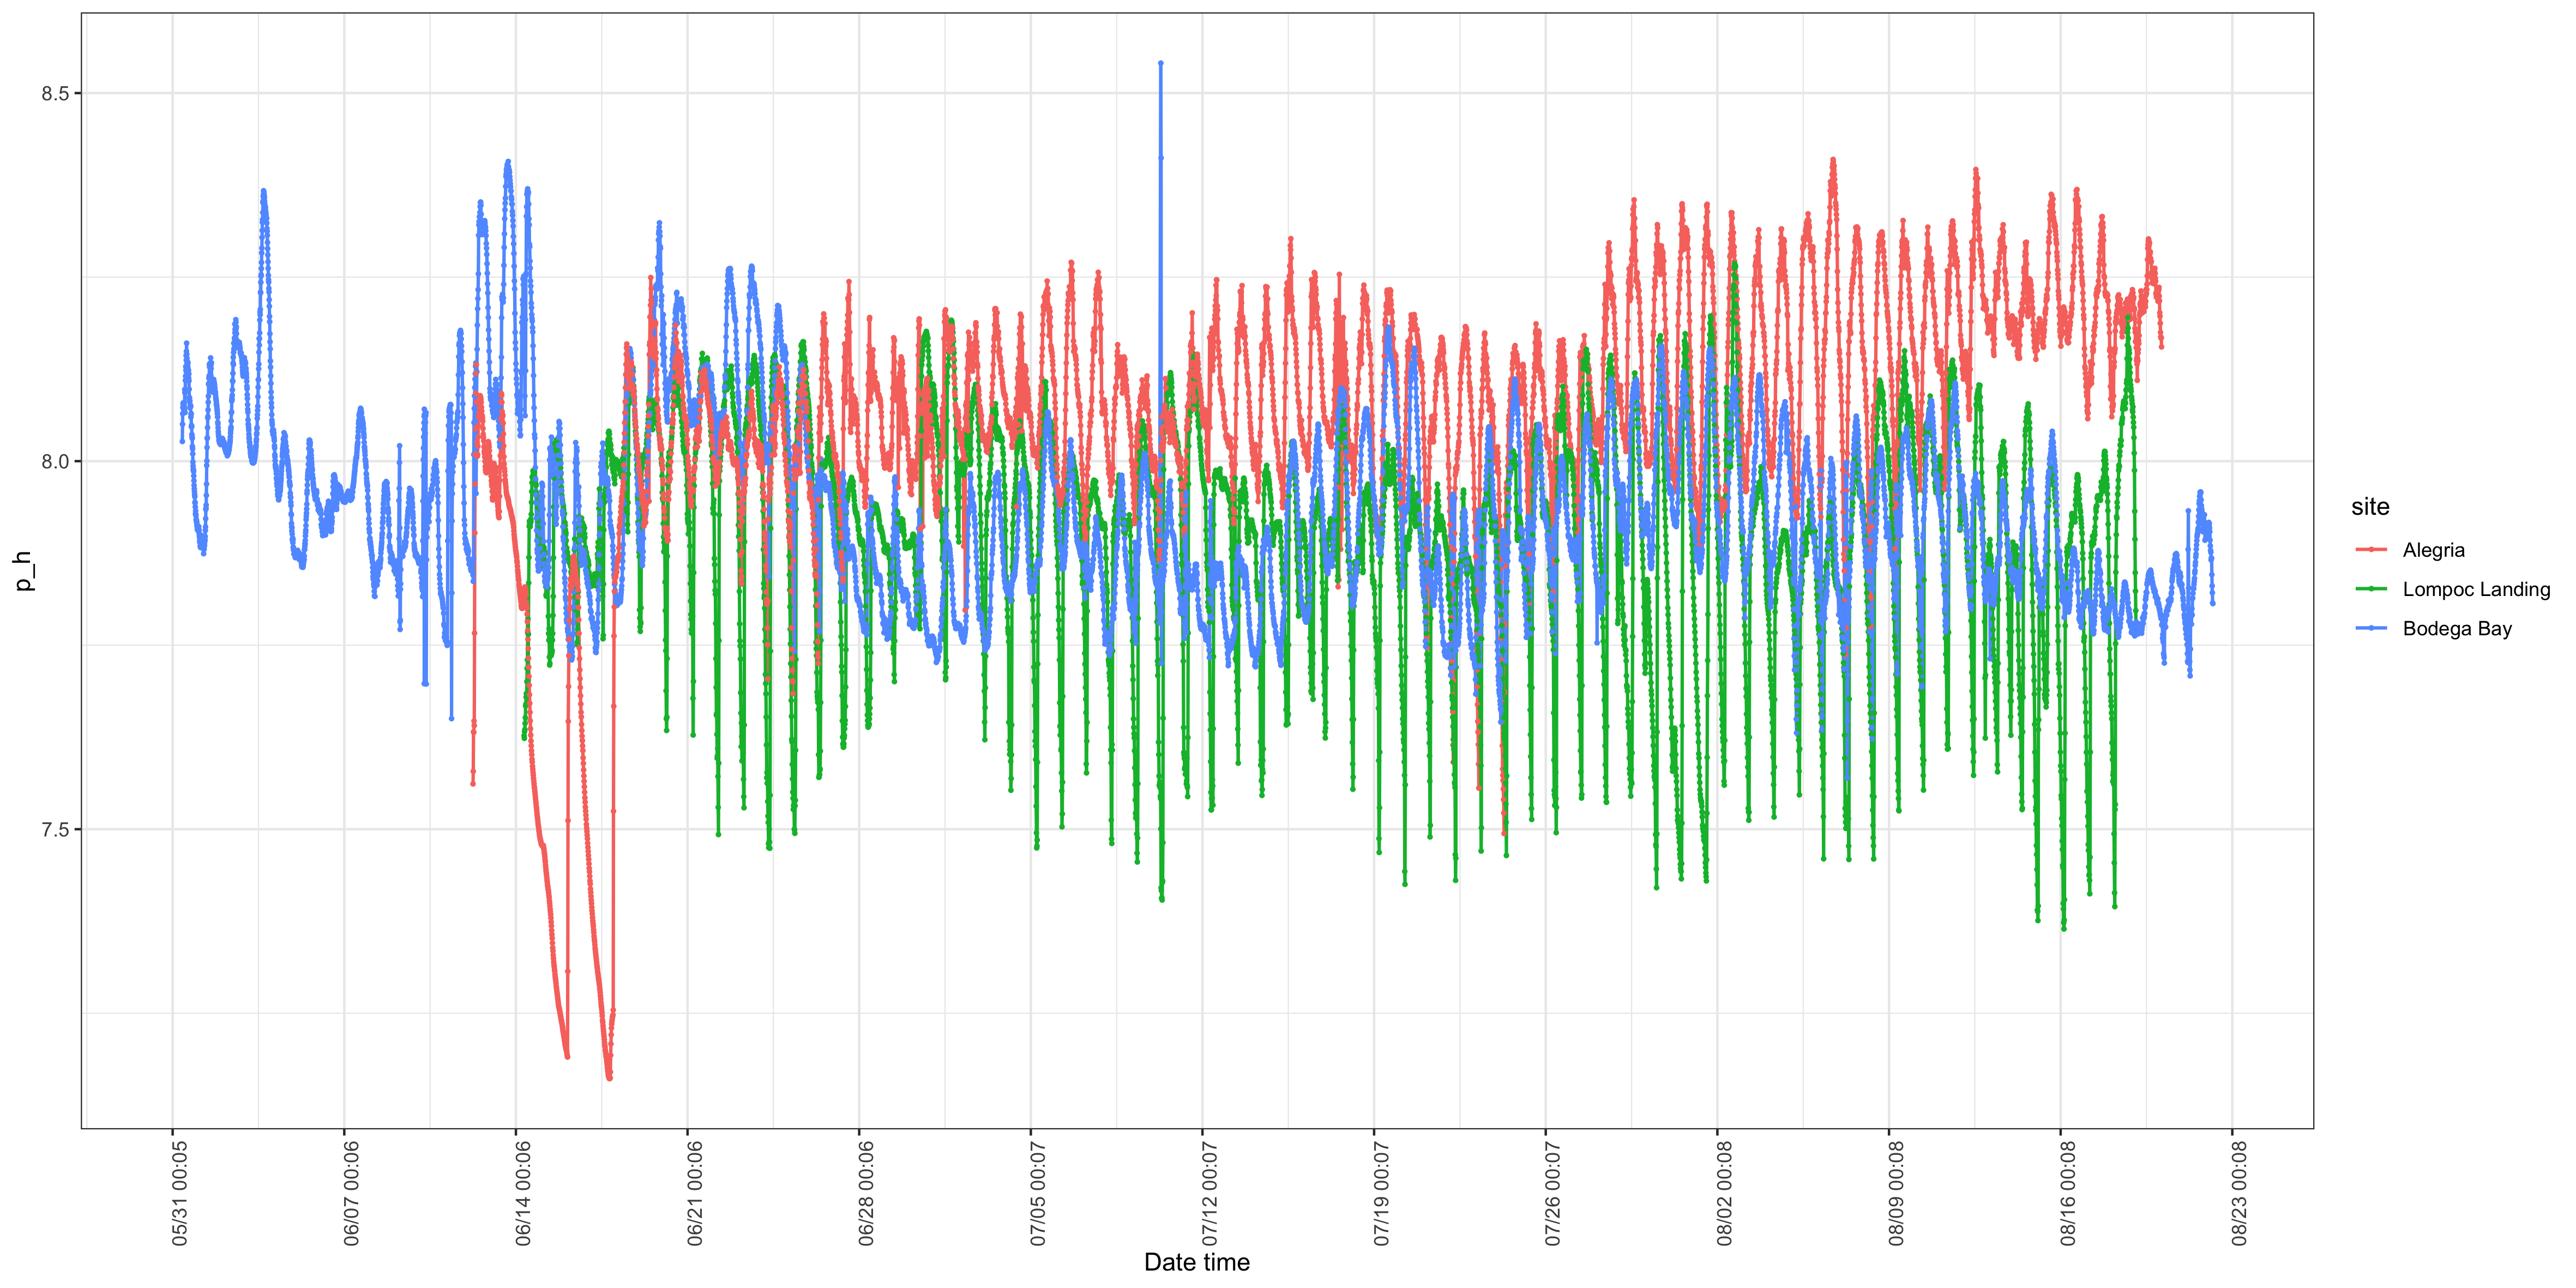 8.5
8.0
7.5
p_h
05/31 00:05
06/07 00:06
06/14 00:06
06/21 00:06
06/28 00:06
07/05 00:07
07/12 00:07
07/19 00:07
07/26 00:07
08/02 00:08
08/09 00:08
08/16 00:08
08/23 00:08
Date time
site
Alegria
Lompoc Landing
Bodega Bay